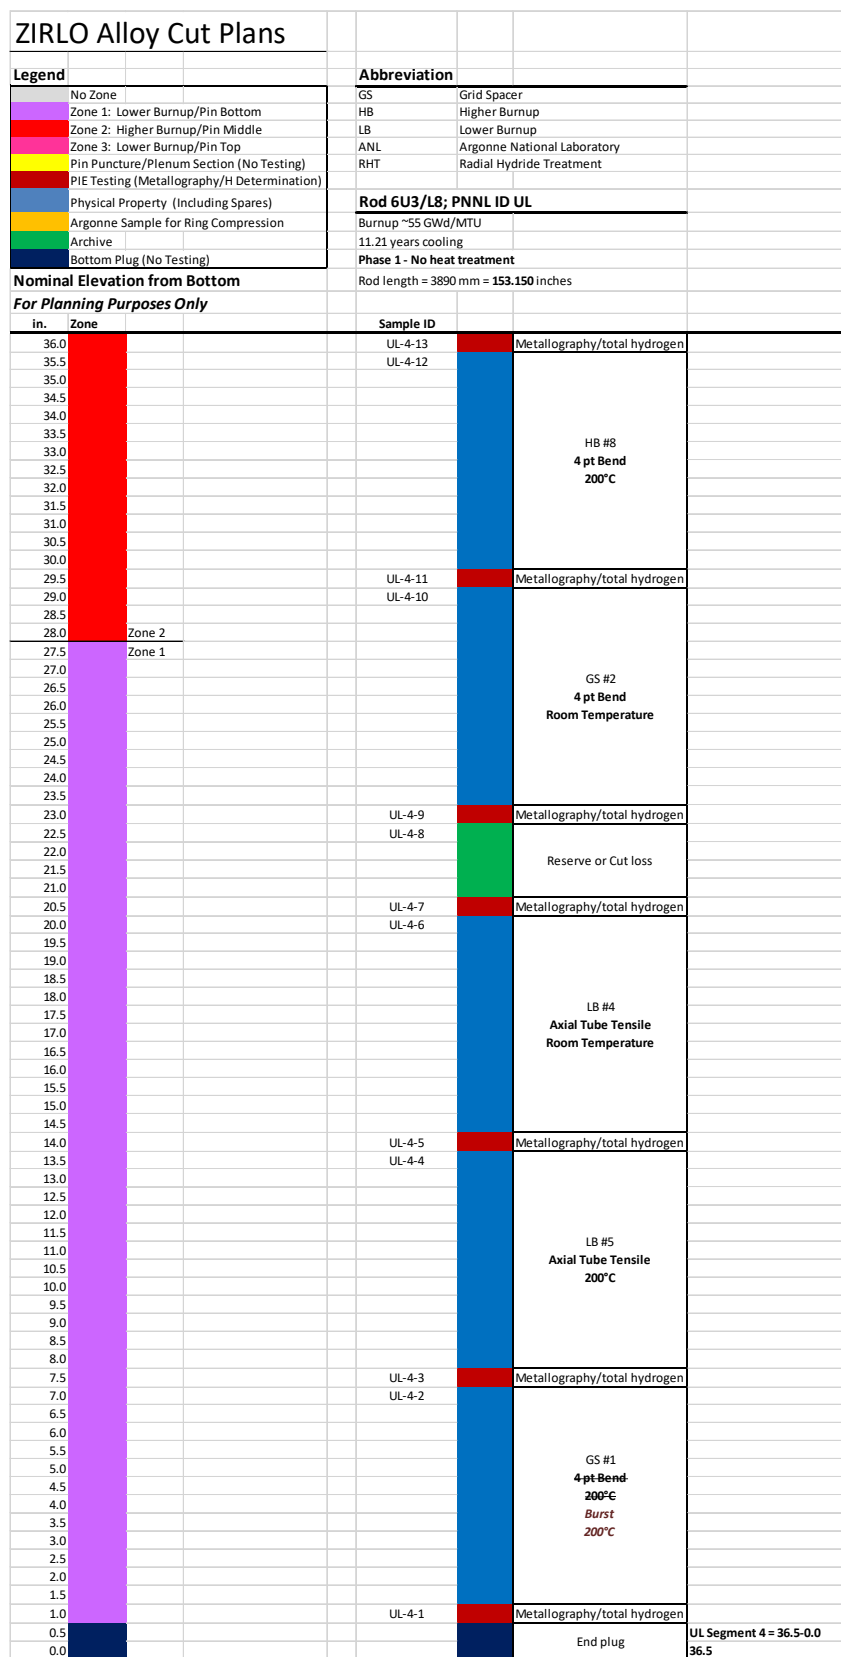 ZIRLO Alloy Cut Plans
Legend
No Zone
Zone 1: Lower Burnup/Pin Bottom
Zone 2: Higher Burnup/Pin Middle
Zone 3: Lower Burnup/Pin Top
Pin Puncture/Plenum Section (No Testing)
PIE Testing (Metallography/H Determination)
Physical Property (Including Spares)
Argonne Sample for Ring Compression
Archive
Bottom Plug (No Testing)
Abbreviation
GS Grid Spacer
HB Higher Burnup
LB Lower Burnup
ANL Argonne National Laboratory
RHT Radial Hydride Treatment
Rod 6U3/L8; PNNL ID UL
Burnup ~55 GWd/MTU
11.21 years cooling
Phase 1 - No heat treatment
Nominal Elevation from Bottom
Rod length = 3890 mm = 153.150 inches
For Planning Purposes Only
in. Zone Sample ID
36.0 UL-4-13 Metallography/total hydrogen
35.5 UL-4-12
35.0
34.5
34.0
33.5
33.0 HB #8
32.5 4 pt Bend
32.0 200°C
31.5
31.0
30.5
30.0
29.5 UL-4-11 Metallography/total hydrogen
29.0 UL-4-10
28.5
28.0 Zone 2
27.5 Zone 1
27.0
26.5 GS #2
26.0 4 pt Bend
25.5 Room Temperature
25.0
24.5
24.0
23.5
23.0 UL-4-9 Metallography/total hydrogen
22.5 UL-4-8
22.0
Reserve or Cut loss
21.5
21.0
20.5 UL-4-7 Metallography/total hydrogen
20.0 UL-4-6
19.5
19.0
18.5
18.0
17.5 LB #4
17.0 Axial Tube Tensile
16.5 Room Temperature
16.0
15.5
15.0
14.5
14.0 UL-4-5 Metallography/total hydrogen
13.5 UL-4-4
13.0
12.5
12.0
11.5
11.0 LB #5
10.5 Axial Tube Tensile
10.0 200°C
9.5
9.0
8.5
8.0
7.5 UL-4-3 Metallography/total hydrogen
7.0 UL-4-2
6.5
6.0
5.5
5.0 GS #1
4.5 4 pt Bend
4.0 200°C
3.5 Burst
3.0 200°C
2.5
2.0
1.5
1.0 UL-4-1 Metallography/total hydrogen
0.5 UL Segment 4 = 36.5-0.0
End plug
0.0 36.5